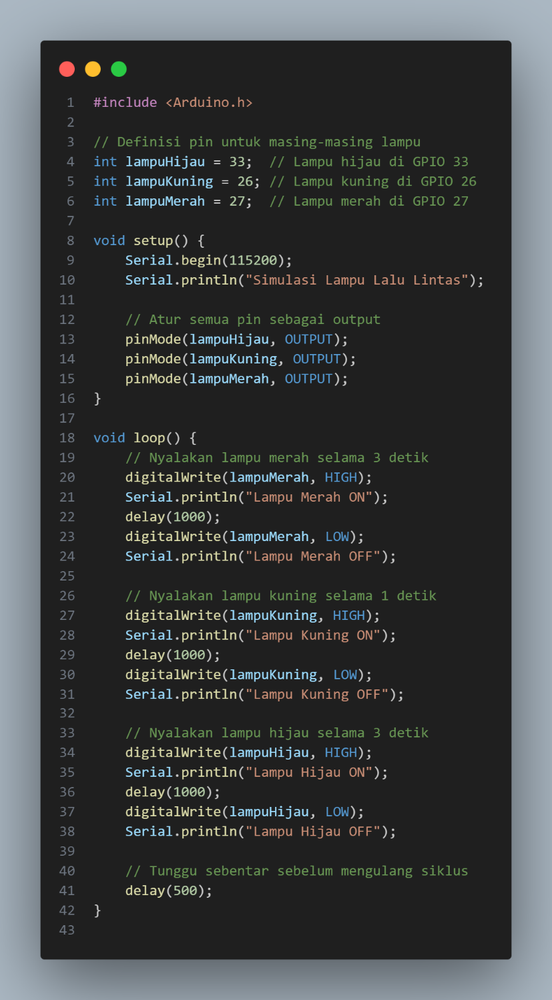 1 #include <Arduino.h>
2
3 // Definisi pin untuk masing-masing lampu
4 int lampuHijau = 33;  // Lampu hijau di GPIO 33
5 int lampuKuning = 26; // Lampu kuning di GPIO 26
6 int lampuMerah = 27;  // Lampu merah di GPIO 27
7
8 void setup() {
9     Serial.begin(115200);
10     Serial.println("Simulasi Lampu Lalu Lintas");
11
12     // Atur semua pin sebagai output
13     pinMode(lampuHijau, OUTPUT);
14     pinMode(lampuKuning, OUTPUT);
15     pinMode(lampuMerah, OUTPUT);
16 }
17
18 void loop() {
19     // Nyalakan lampu merah selama 3 detik
20     digitalWrite(lampuMerah, HIGH);
21     Serial.println("Lampu Merah ON");
22     delay(1000);
23     digitalWrite(lampuMerah, LOW);
24     Serial.println("Lampu Merah OFF");
25
26     // Nyalakan lampu kuning selama 1 detik
27     digitalWrite(lampuKuning, HIGH);
28     Serial.println("Lampu Kuning ON");
29     delay(1000);
30     digitalWrite(lampuKuning, LOW);
31     Serial.println("Lampu Kuning OFF");
32
33     // Nyalakan lampu hijau selama 3 detik
34     digitalWrite(lampuHijau, HIGH);
35     Serial.println("Lampu Hijau ON");
36     delay(1000);
37     digitalWrite(lampuHijau, LOW);
38     Serial.println("Lampu Hijau OFF");
39
40     // Tunggu sebentar sebelum mengulang siklus
41     delay(500);
42 }
43